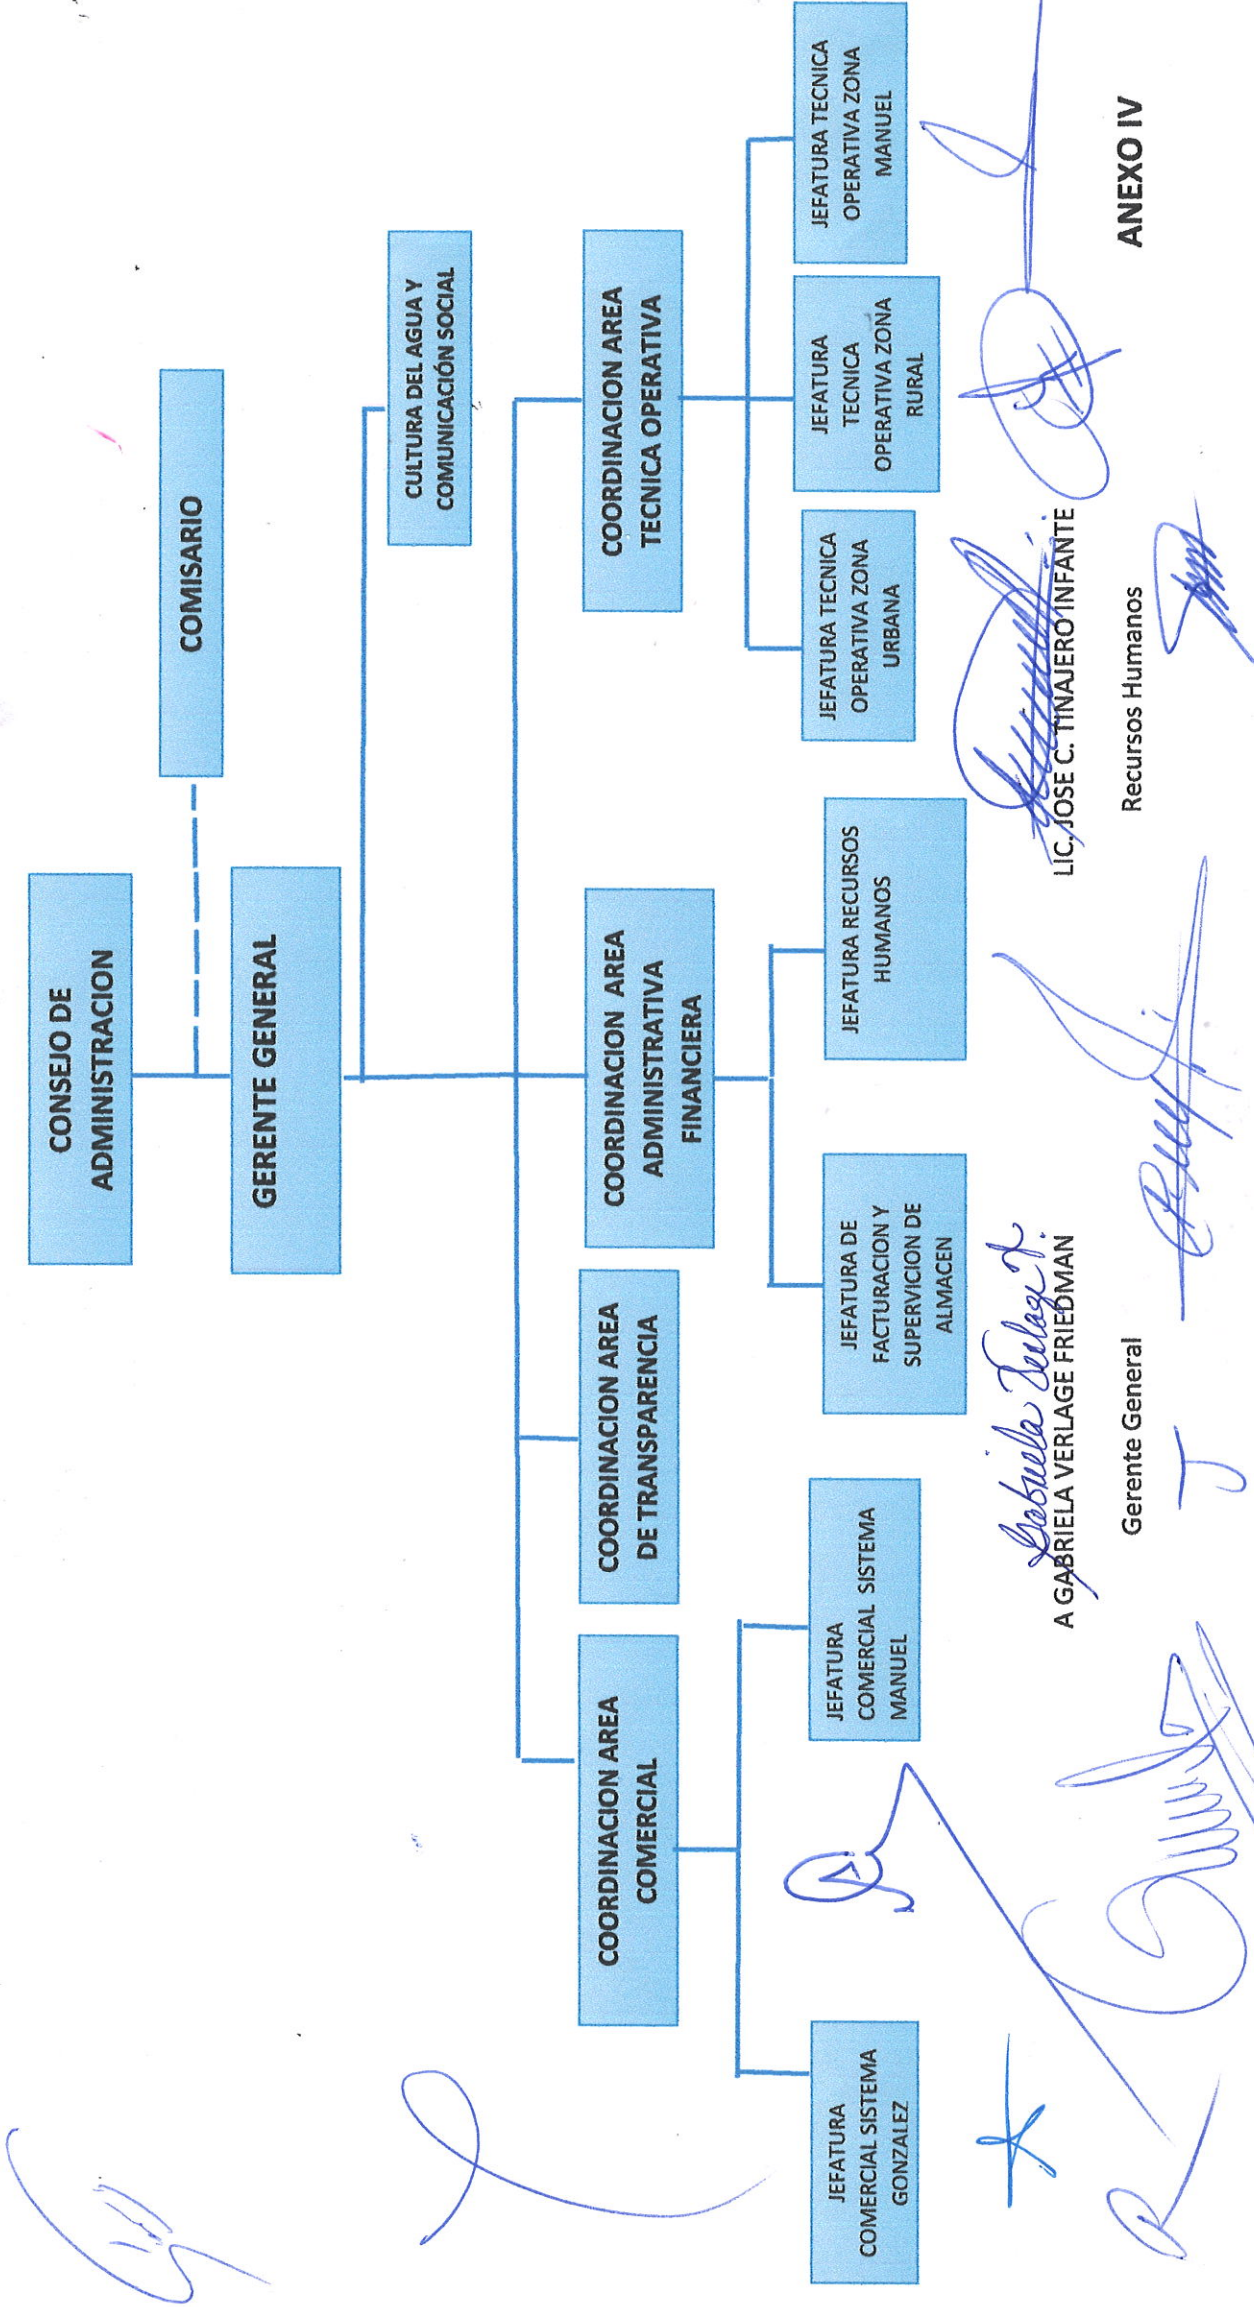 CONSEJO DE
ADMINISTRACION
COMISARIO
GERENTE GENERAL
CULTURA DEL AGUA Y
COMUNICACIÓN SOCIAL
COORDINACION AREA
COMERCIAL
COORDINACION AREA
DE TRANSPARENCIA
COORDINACION AREA
ADMINISTRATIVA
FINANCIERA
COORDINACION AREA
TECNICA OPERATIVA
JEFATURA
COMERCIAL SISTEMA
GONZALEZ
JEFATURA
COMERCIAL SISTEMA
MANUEL
JEFATURA DE
FACTURACION Y
SUPERVICION DE
ALMACEN
JEFATURA RECURSOS
HUMANOS
JEFATURA TECNICA
OPERATIVA ZONA
URBANA
JEFATURA
TECNICA
OPERATIVA ZONA
RURAL
JEFATURA TECNICA
OPERATIVA ZONA
MANUEL
Gabriela
A GABRIELA VERLAGE FRIEDMAN
Gerente General
LIC. JOSE C. TINAJERO INFANTE
Recursos Humanos
ANEXO IV